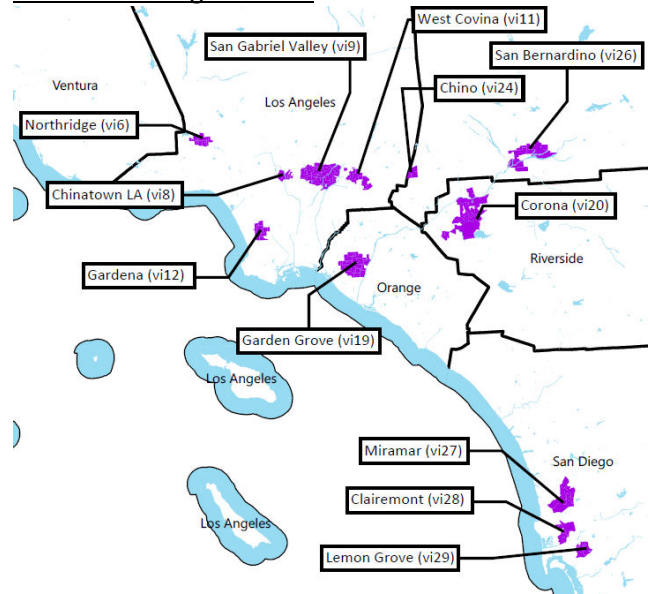 West Covina (vi11)
San Gabriel Valley (vi9)
San Bernardino (vi26)
Ventura
Los Angeles
Chino (vi24)
Northridge (vi6)
Chinatown LA (vi8)
Corona (vi20)
Gardena (vi12)
Riverside
Orange
Garden Grove (vi19)
Los Angeles
Miramar (vi27)
San Diego
Clairemont (vi28)
Los Angeles
Lemon Grove (vi29)